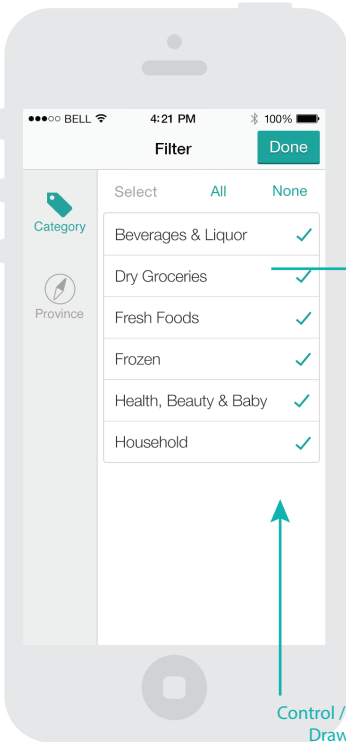 BELL 4:21 PM 100%
Filter Done
Select All None
Category
Beverages & Liquor
Dry Groceries
Province
Fresh Foods
Frozen
Health, Beauty & Baby
Household
Control /
Draw